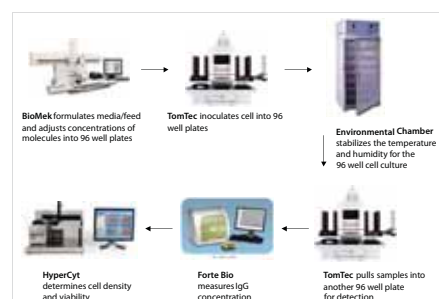 BioMek formulates media/feed
and adjusts concentrations of
molecules into 96 well plates
TomTec inoculates cell into 96
well plates
Environmental Chamber
stabilizes the temperature
and humidity for the
96 well cell culture
HyperCyt
determines cell density
and viability
Forte Bio
measures IgG
concentration
TomTec pulls samples into
another 96 well plate
for detection